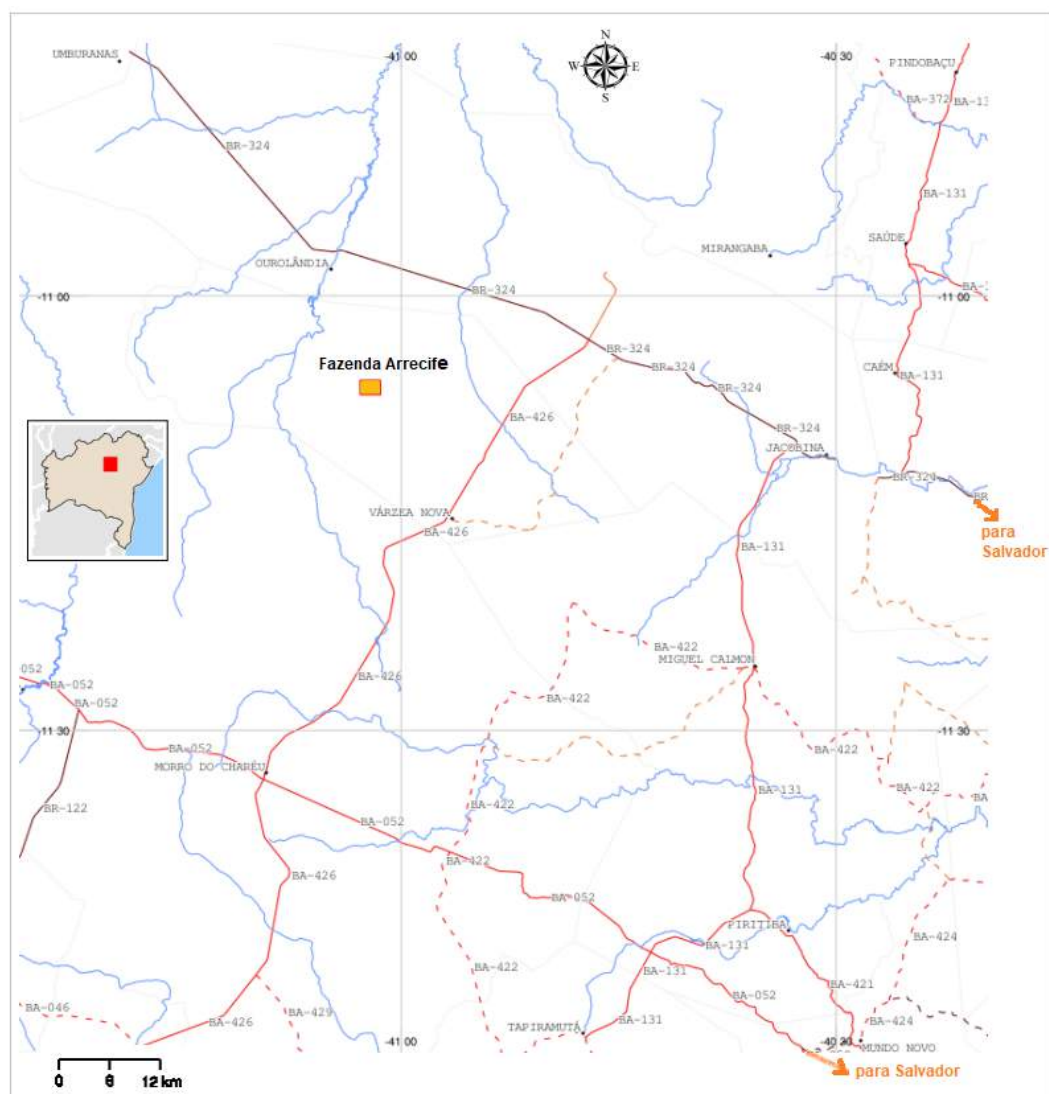 N
W E
S
UMBURANAS
41 00
-40 30
PINDOBAÇU
BA-372
BA-13
BR-324
BA-131
SAÚDE
MIRANGABA
OUROLÂNDIA
BR-324
-11 00
-11 00
BR-324
Fazenda Arrecife
BR-324
CAÉM
BA-131
BR-324
BA-426
BR-324
JACOBINA
BR-324
BR
VÁRZEA NOVA
BA-426
para
Salvador
BA-131
BA-422
MIGUEL CALMON
052
BA-052
BA-426
BA-422
BA-052
-11 30
-11 30
BA-052
BA-422
MORRO DO CHAPÉU
BA-422
BA-131
BA
BR-122
BA-422
BA-052
BA-422
BA-426
BA-052
PIRITIBA
BA-131
BA-424
BA-422
BA-131
BA-421
BA-052
BA-046
BA-429
BA-426
BA-131
BA-424
TAPIRAMUTÁ
-41 00
-40 30
MUNDO NOVO
para Salvador
0 6 12 km